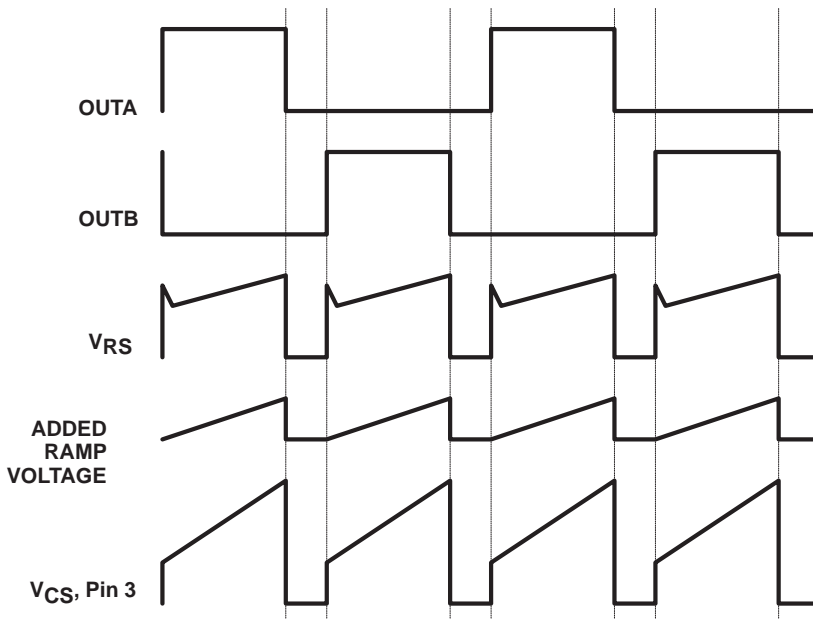 OUTA
OUTB
VRS
ADDED
RAMP
VOLTAGE
VCS, Pin 3